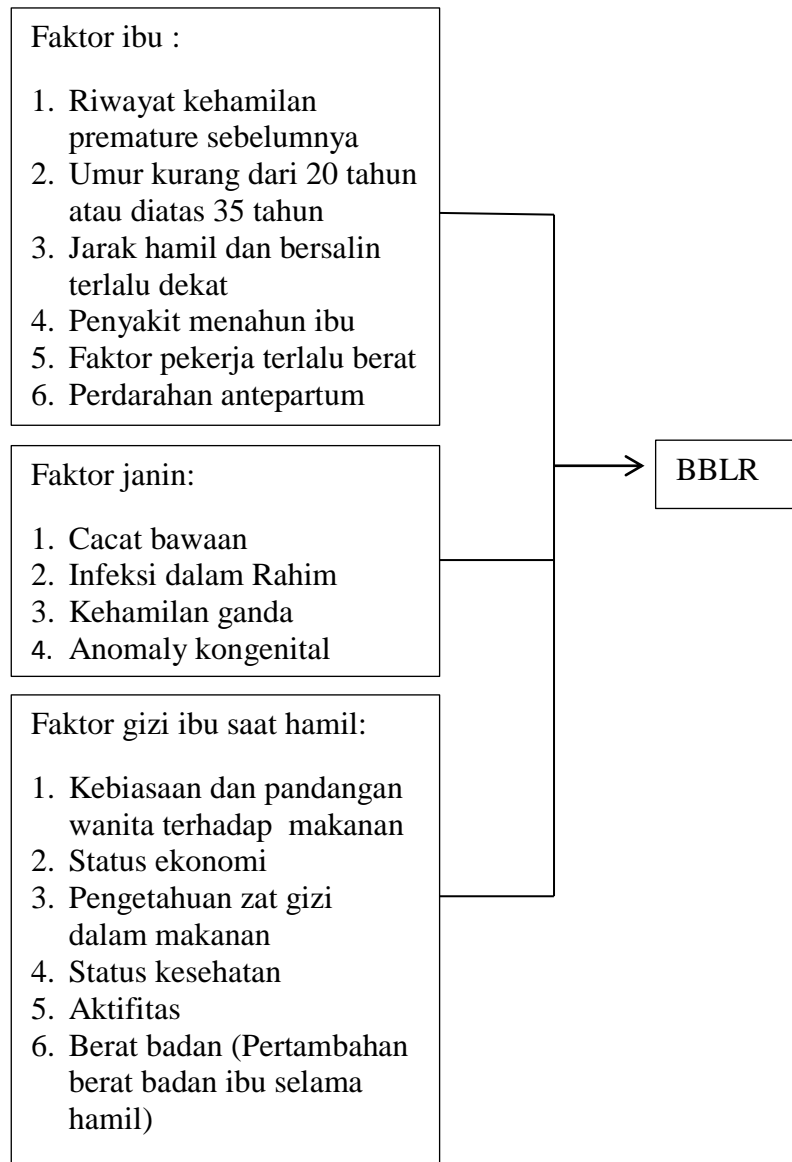 Faktor ibu :
1. Riwayat kehamilan
premature sebelumnya
2. Umur kurang dari 20 tahun
atau diatas 35 tahun
3. Jarak hamil dan bersalin
terlalu dekat
4. Penyakit menahun ibu
5. Faktor pekerja terlalu berat
6. Perdarahan antepartum
Faktor janin:
1. Cacat bawaan
2. Infeksi dalam Rahim
3. Kehamilan ganda
4. Anomaly kongenital
Faktor gizi ibu saat hamil:
1. Kebiasaan dan pandangan
wanita terhadap makanan
2. Status ekonomi
3. Pengetahuan zat gizi
dalam makanan
4. Status kesehatan
5. Aktifitas
6. Berat badan (Pertambahan
berat badan ibu selama
hamil)
BBLR